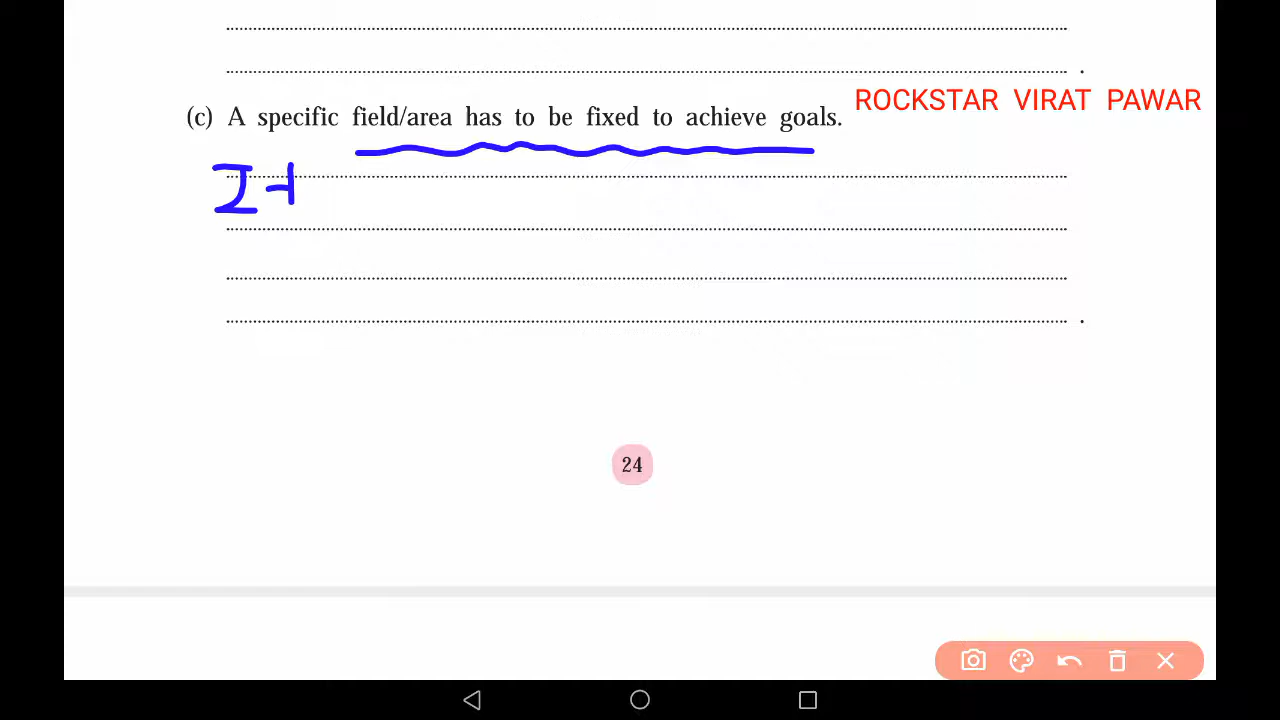 (c) A specific field/area has to be fixed to achieve goals.
ROCKSTAR VIRAT PAWAR
24